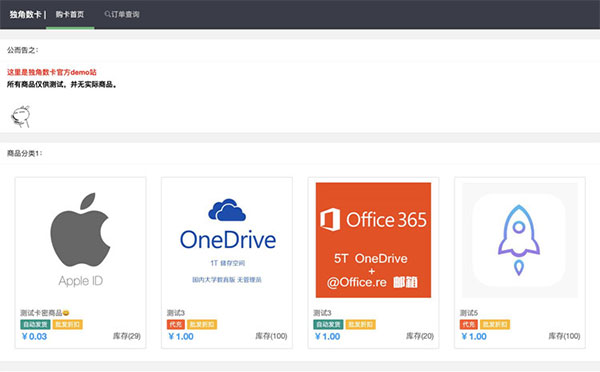 独角数卡 | 购卡首页 订单查询
公而告之:
这里是独角数卡官方demo站
所有商品仅供测试，并无实际商品。
商品分类1:
Apple ID
测试卡密商品😄
自动发货 批发折扣
￥0.03 库存(29)
OneDrive
1T 储存空间
国内大学教育版 无管理员
测试3
代充 批发折扣
￥1.00 库存(100)
Office 365
5T OneDrive
+
@Office.re 邮箱
测试3
自动发货 批发折扣
￥1.00 库存(20)
测试5
代充 批发折扣
￥1.00 库存(100)